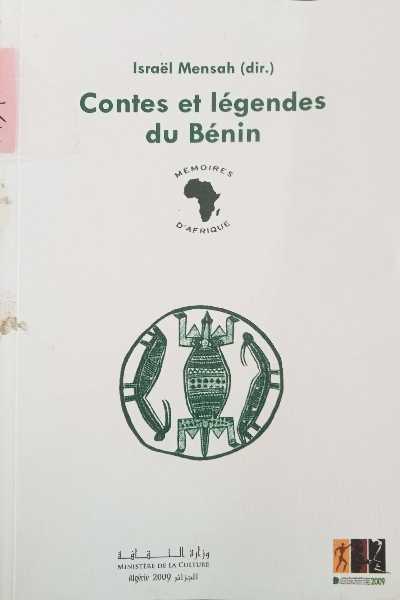 Israël Mensah (dir.)
Contes et légendes
du Bénin
MÉMOIRES
D'AFRIQUE
وزارة الثقافة
MINISTÈRE DE LA CULTURE
Algérie 2009 الجزائر
2009